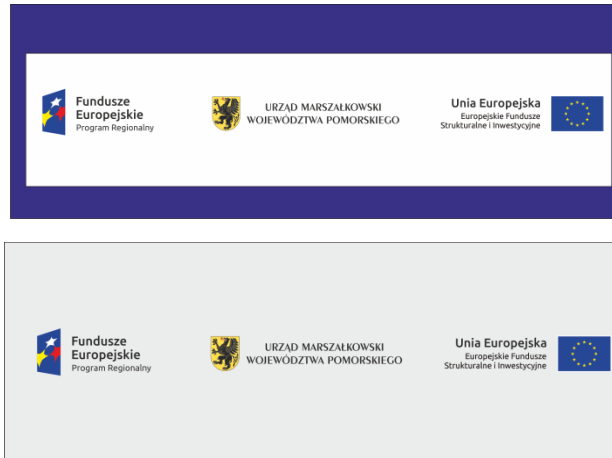 Fundusze
Europejskie
Program Regionalny
URZĄD MARSZAŁKOWSKI
WOJEWÓDZTWA POMORSKIEGO
Unia Europejska
Europejskie Fundusze
Strukturalne i Inwestycyjne
Fundusze
Europejskie
Program Regionalny
URZĄD MARSZAŁKOWSKI
WOJEWÓDZTWA POMORSKIEGO
Unia Europejska
Europejskie Fundusze
Strukturalne i Inwestycyjne